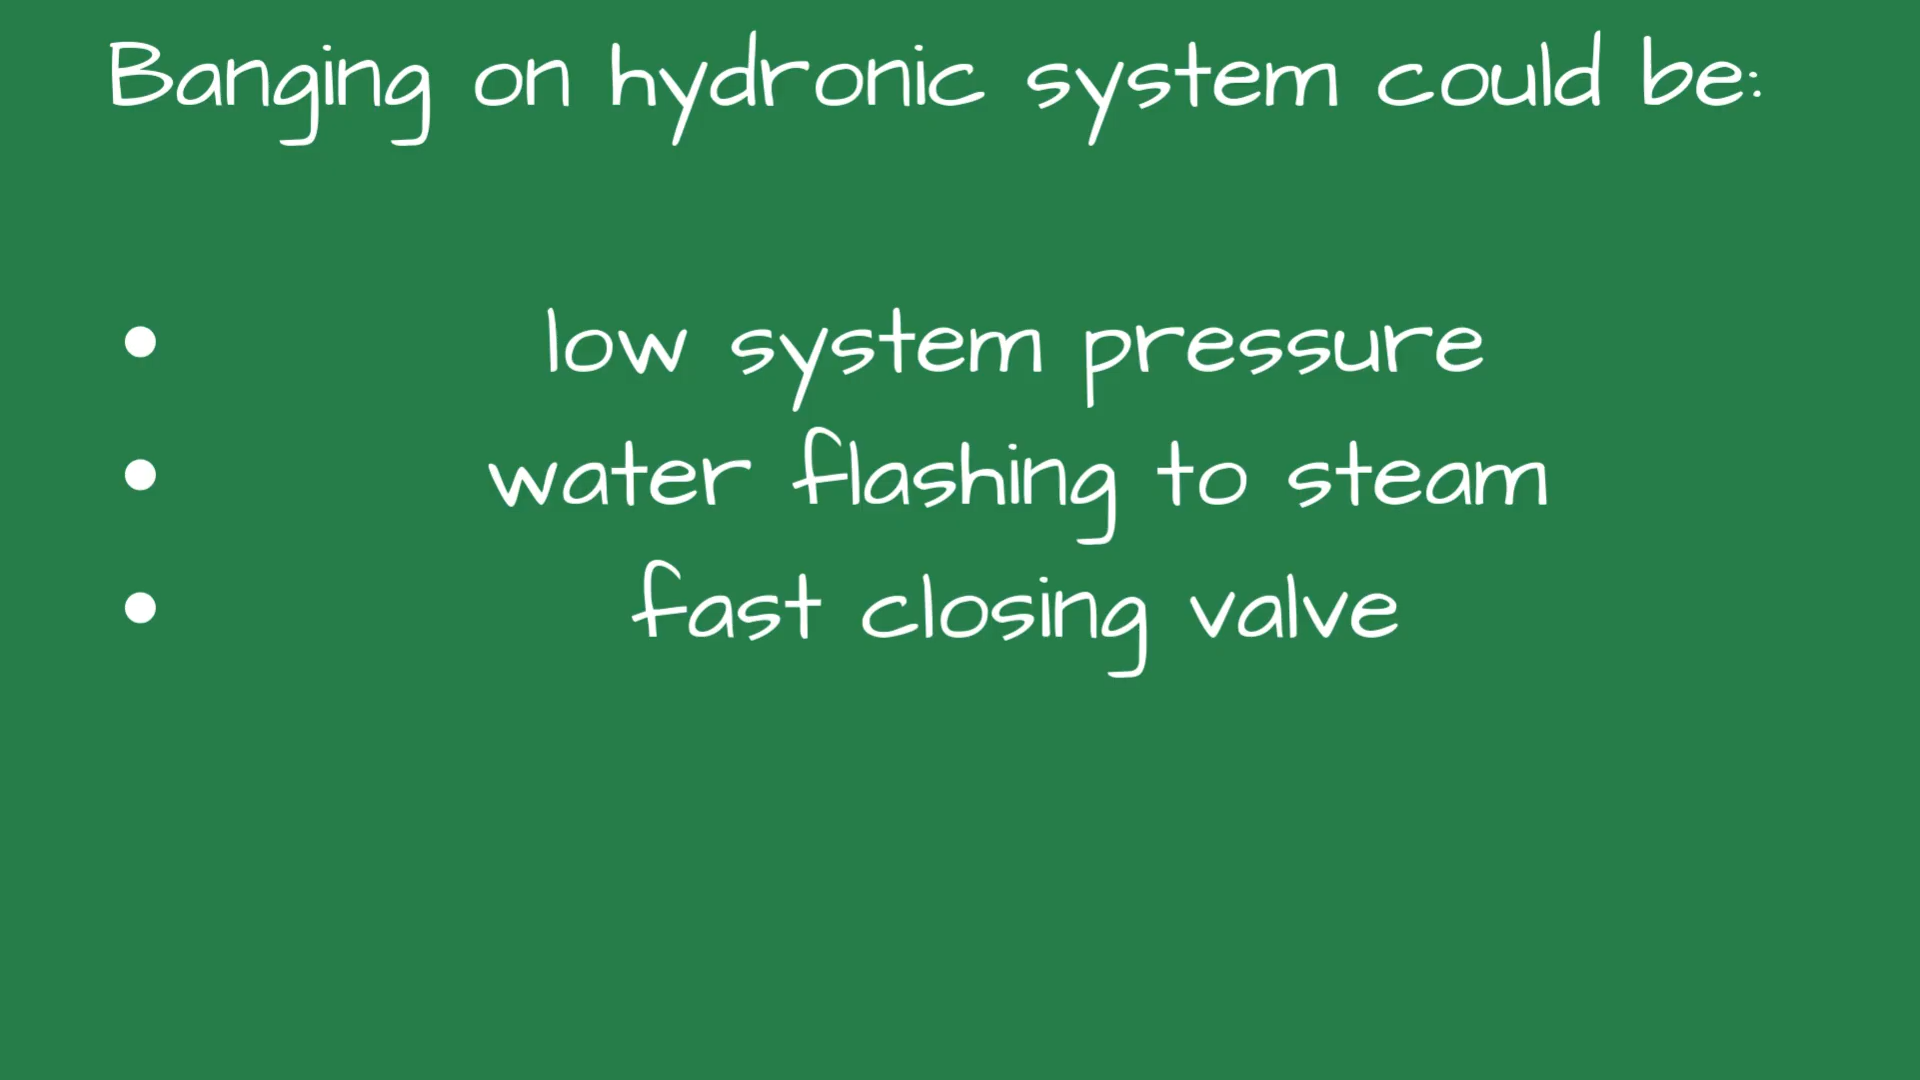 Banging on hydronic system could be:
• low system pressure
• water flashing to steam
• fast closing valve